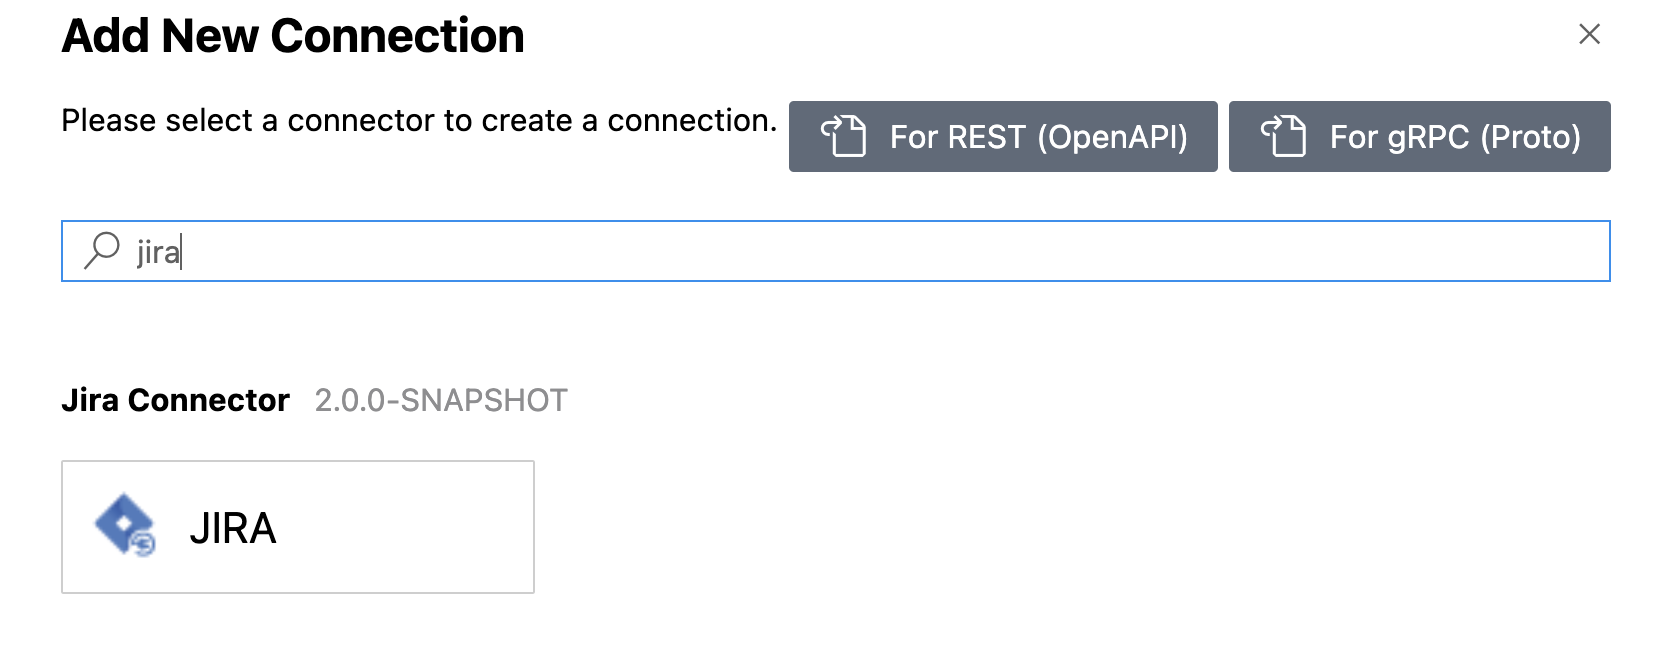 Add New Connection
Please select a connector to create a connection.
For REST (OpenAPI)
For gRPC (Proto)
jira
Jira Connector 2.0.0-SNAPSHOT
JIRA